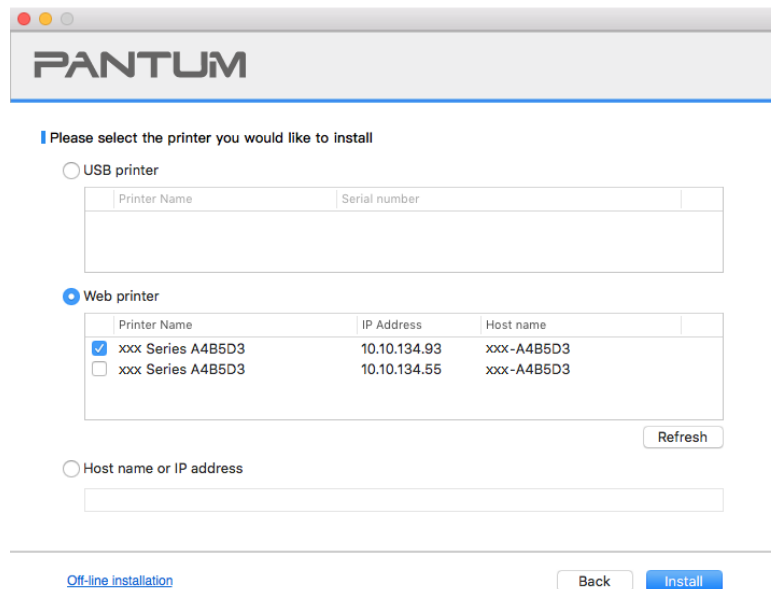 PANTUM
Please select the printer you would like to install
USB printer
Printer Name Serial number
Web printer
Printer Name IP Address Host name
xxx Series A4B5D3 10.10.134.93 xxx-A4B5D3
xxx Series A4B5D3 10.10.134.55 xxx-A4B5D3
Refresh
Host name or IP address
Off-line installation Back Install